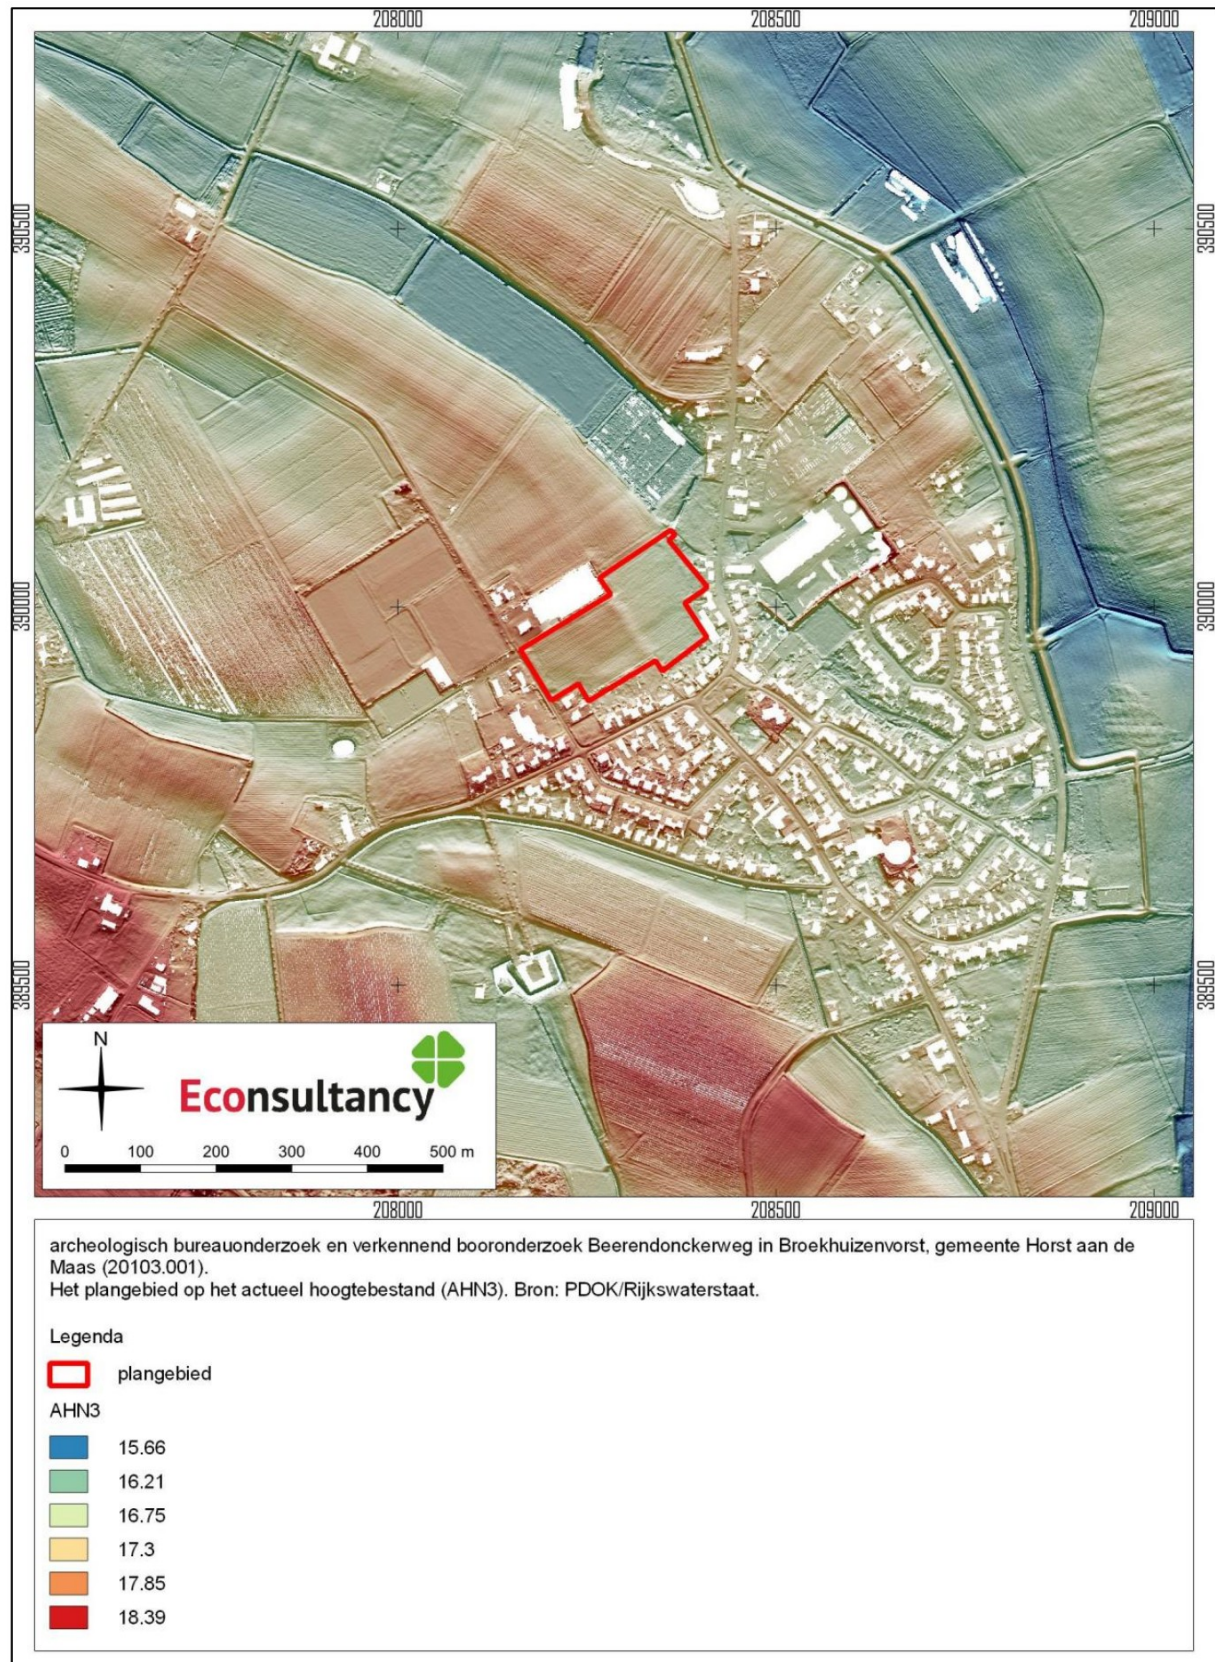 208000 208500 209000
390500 390500
390000 390000
389500 389500
N
Econsultancy
0 100 200 300 400 500 m
208000 208500 209000
archeologisch bureauonderzoek en verkennend booronderzoek Beerendonckerweg in Broekhuizenvorst, gemeente Horst aan de
Maas (20103.001).
Het plangebied op het actueel hoogtebestand (AHN3). Bron: PDOK/Rijkswaterstaat.
Legenda
plangebied
AHN3
15.66
16.21
16.75
17.3
17.85
18.39